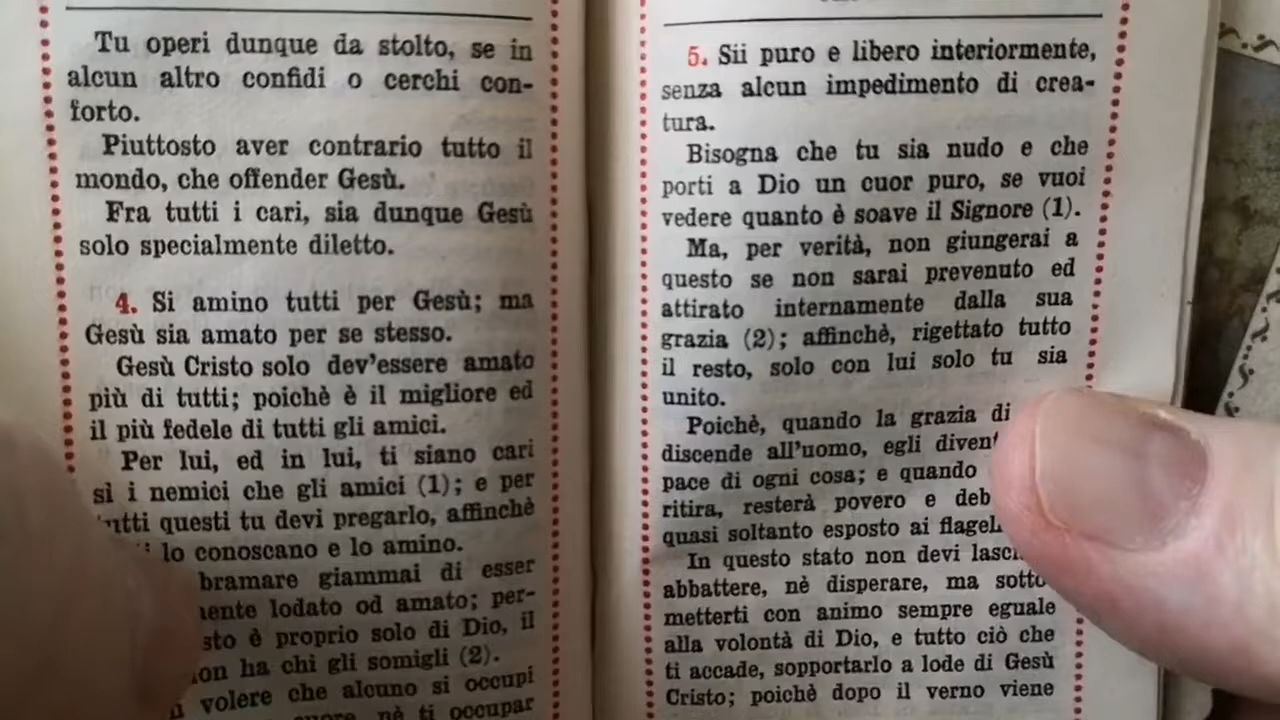 Tu operi dunque da stolto, se in
alcun altro confidi o cerchi con-
forto.
Piuttosto aver contrario tutto il
mondo, che offender Gesù.
Fra tutti i cari, sia dunque Gesù
solo specialmente diletto.
4. Si amino tutti per Gesù; ma
Gesù sia amato per se stesso.
Gesù Cristo solo dev'essere amato
più di tutti; poichè è il migliore ed
il più fedele di tutti gli amici.
Per lui, ed in lui, ti siano cari
sì i nemici che gli amici (1); e per
questi tu devi pregarlo, affinchè
lo conoscano e lo amino.
bramare giammai di esser
lodato od amato; per-
è proprio solo di Dio, il
ha chi gli somigli (2).
volere che alcuno si occupi
nè ti occupar
5. Sii puro e libero interiormente,
senza alcun impedimento di crea-
tura.
Bisogna che tu sia nudo e che
porti a Dio un cuor puro, se vuoi
vedere quanto è soave il Signore (1).
Ma, per verità, non giungerai a
questo se non sarai prevenuto ed
attirato internamente dalla sua
grazia (2); affinchè, rigettato tutto
il resto, solo con lui solo tu sia
unito.
Poichè, quando la grazia di
discende all'uomo, egli
pace di ogni cosa; e quando
ritira, resterà povero e
quasi soltanto esposto ai
In questo stato non devi
abbattere, nè disperare, ma sotto-
metterti con animo sempre eguale
alla volontà di Dio, e tutto ciò che
ti accade, sopportarlo a lode di Gesù
Cristo; poichè dopo il verno viene